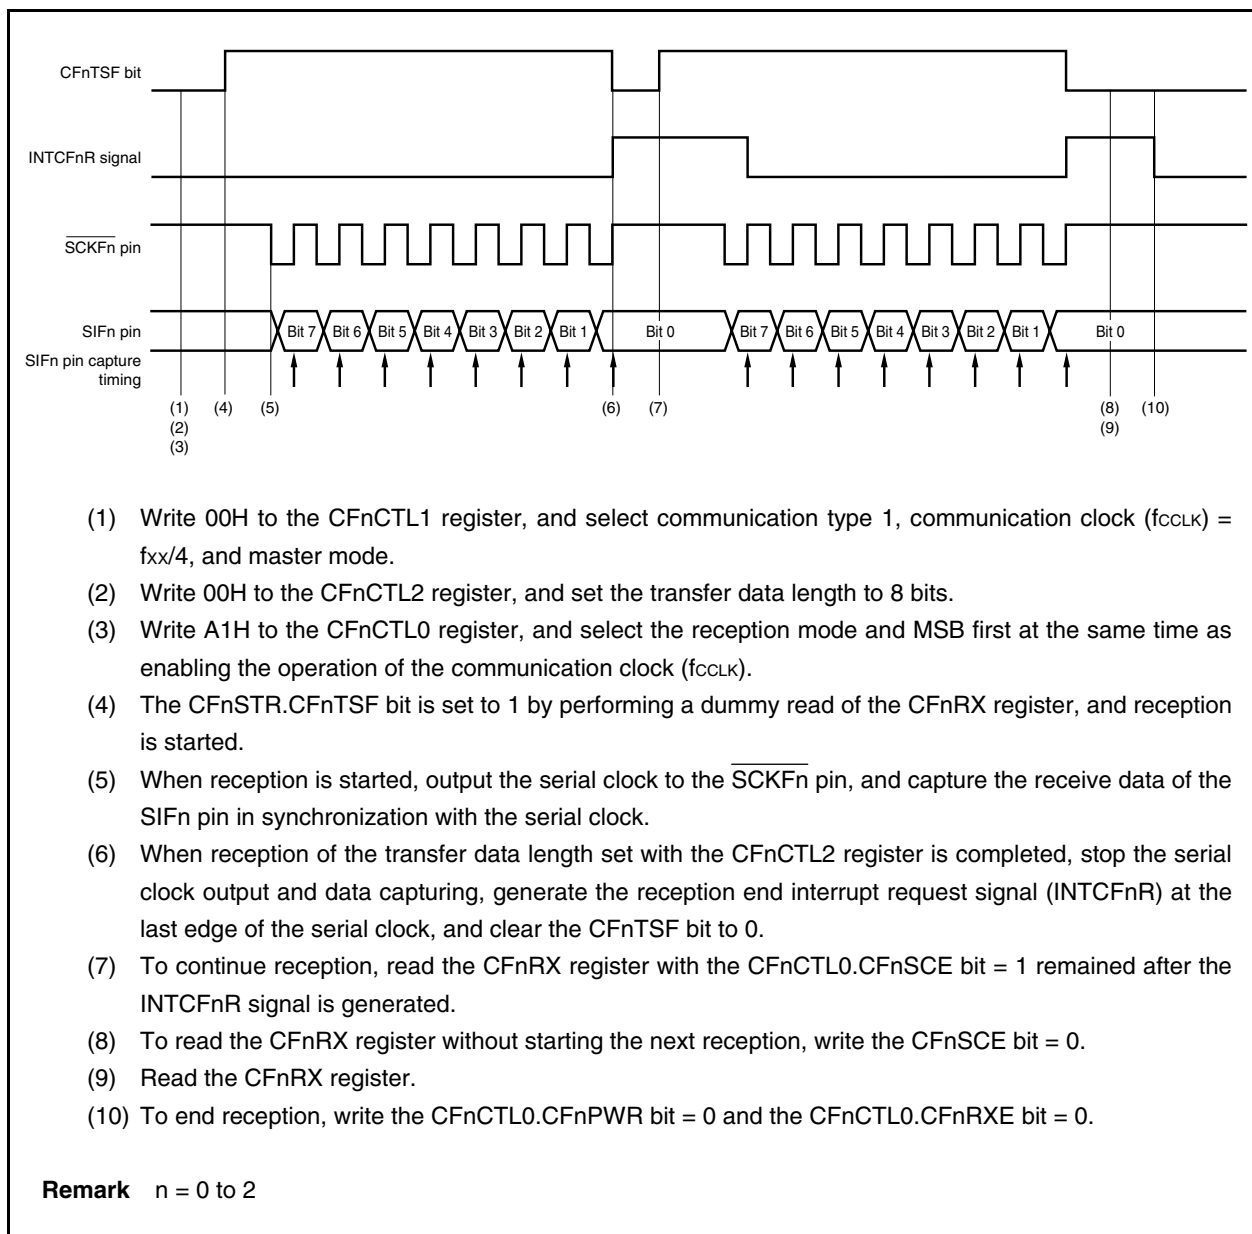 CFnTSF bit
INTCFnR signal
SCKFn pin
SIFn pin
Bit 7 Bit 6 Bit 5 Bit 4 Bit 3 Bit 2 Bit 1 Bit 0 Bit 7 Bit 6 Bit 5 Bit 4 Bit 3 Bit 2 Bit 1 Bit 0
SIFn pin capture
timing
(1) (4) (5) (6) (7) (8) (10)
(2) (9)
(3)
(1) Write 00H to the CFnCTL1 register, and select communication type 1, communication clock (fCCLK) =
fxx/4, and master mode.
(2) Write 00H to the CFnCTL2 register, and set the transfer data length to 8 bits.
(3) Write A1H to the CFnCTL0 register, and select the reception mode and MSB first at the same time as
enabling the operation of the communication clock (fCCLK).
(4) The CFnSTR.CFnTSF bit is set to 1 by performing a dummy read of the CFnRX register, and reception
is started.
(5) When reception is started, output the serial clock to the SCKFn pin, and capture the receive data of the
SIFn pin in synchronization with the serial clock.
(6) When reception of the transfer data length set with the CFnCTL2 register is completed, stop the serial
clock output and data capturing, generate the reception end interrupt request signal (INTCFnR) at the
last edge of the serial clock, and clear the CFnTSF bit to 0.
(7) To continue reception, read the CFnRX register with the CFnCTL0.CFnSCE bit = 1 remained after the
INTCFnR signal is generated.
(8) To read the CFnRX register without starting the next reception, write the CFnSCE bit = 0.
(9) Read the CFnRX register.
(10) To end reception, write the CFnCTL0.CFnPWR bit = 0 and the CFnCTL0.CFnRXE bit = 0.
Remark n = 0 to 2